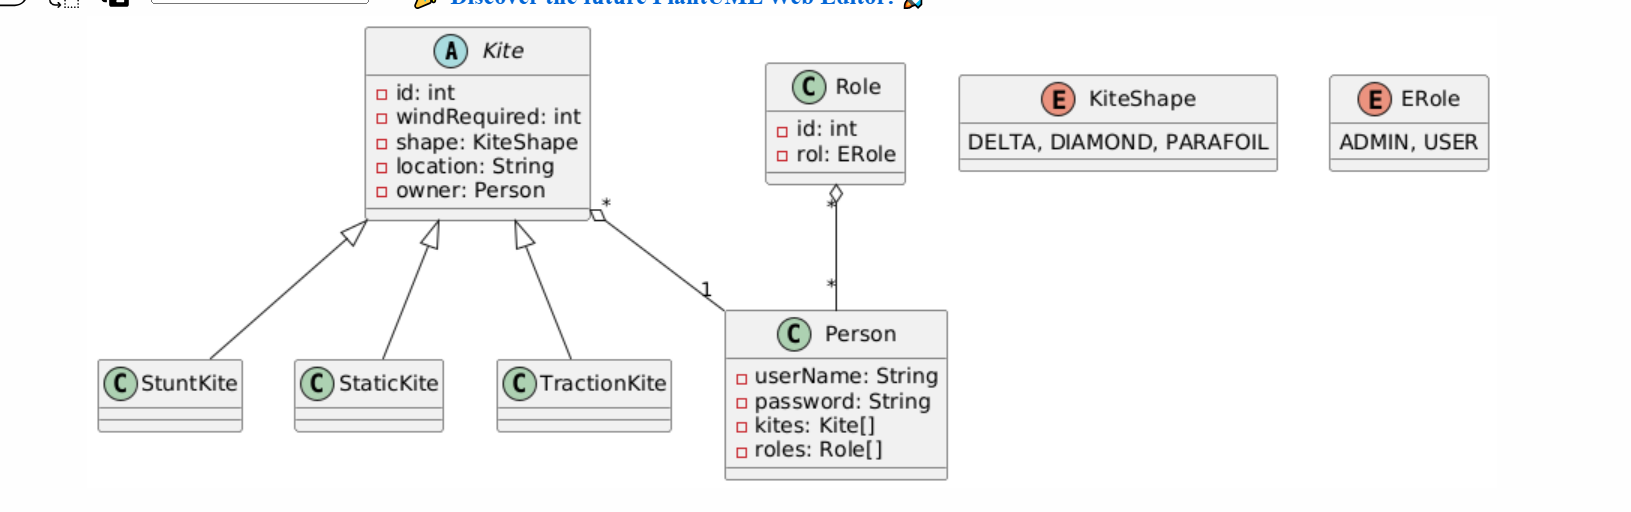 Discover the future PlantUML Web Editor!
A Kite
id: int
windRequired: int
shape: KiteShape
location: String
owner: Person
C Role
id: int
rol: ERole
E KiteShape
DELTA, DIAMOND, PARAFOIL
E ERole
ADMIN, USER
*
*
*
1
C StuntKite
C StaticKite
C TractionKite
C Person
userName: String
password: String
kites: Kite[]
roles: Role[]